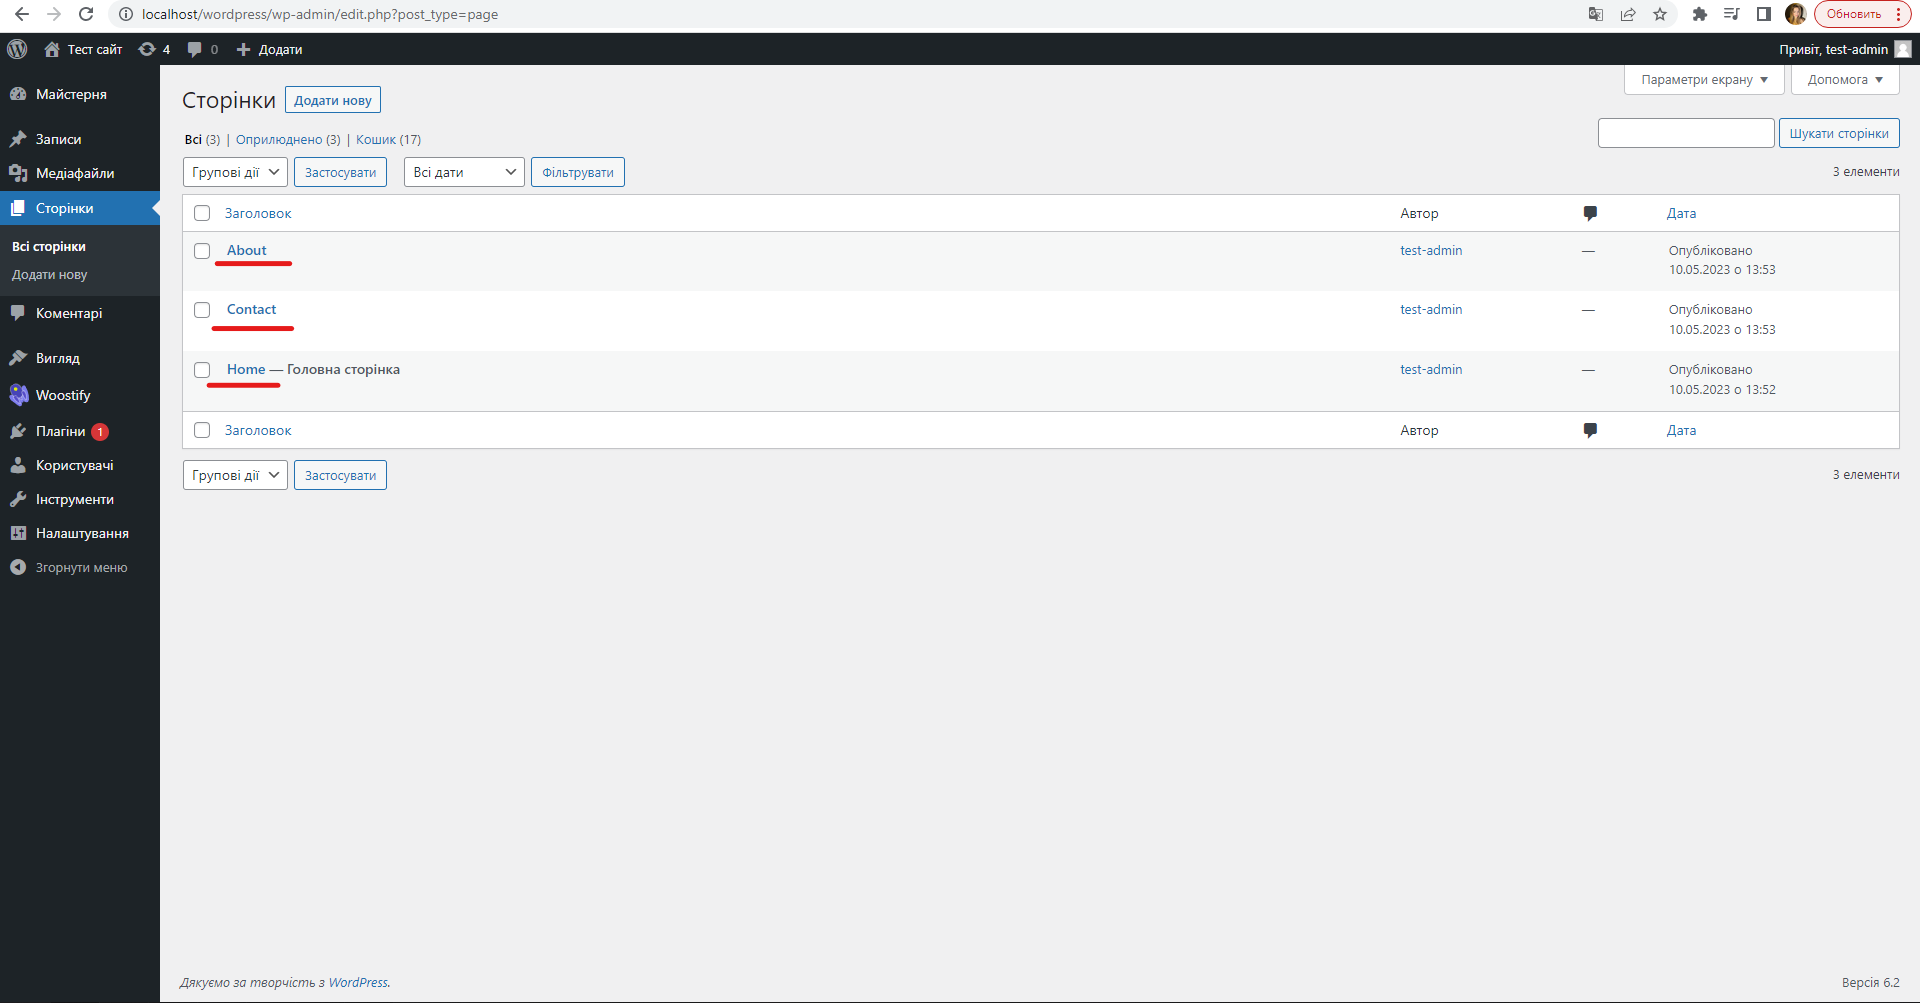 localhost/wordpress/wp-admin/edit.php?post_type=page
Обновить
Тест сайт 4 0 Додати
Привіт, test-admin
Майстерня
Записи
Медіафайли
Сторінки
Всі сторінки
Додати нову
Коментарі
Вигляд
Woostify
Плагіни 1
Користувачі
Інструменти
Налаштування
Згорнути меню
Параметри екрану
Допомога
Сторінки Додати нову
Всі (3) | Оприлюднено (3) | Кошик (17)
Шукати сторінки
Групові дії Застосувати Всі дати Фільтрувати
3 елементи
Заголовок Автор Дата
About test-admin — Опубліковано
10.05.2023 о 13:53
Contact test-admin — Опубліковано
10.05.2023 о 13:53
Home — Головна сторінка test-admin — Опубліковано
10.05.2023 о 13:52
Заголовок Автор Дата
Групові дії Застосувати
3 елементи
Дякуємо за творчість з WordPress.
Версія 6.2